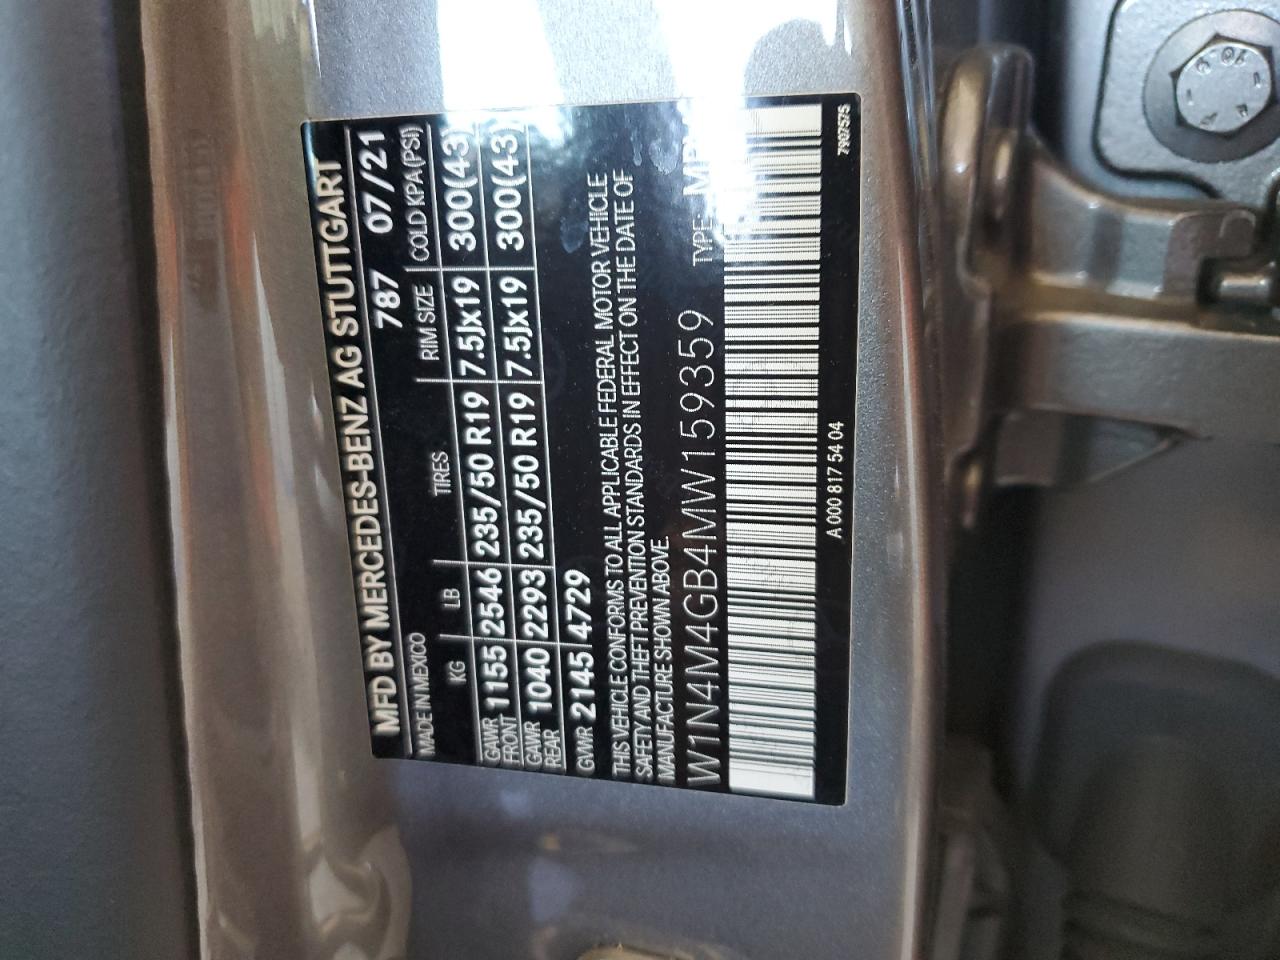 MFD BY MERCEDES-BENZ AG STUTTGART
MADE IN MEXICO 787 07/21
KG LB TIRES RIM SIZE COLD KPA(PSI)
GAWR FRONT 1155 2546 235/50 R19 7.5Jx19 300(43)
GAWR REAR 1040 2293 235/50 R19 7.5Jx19 300(43)
GVWR 2145 4729
THIS VEHICLE CONFORMS TO ALL APPLICABLE FEDERAL MOTOR VEHICLE
SAFETY AND THEFT PREVENTION STANDARDS IN EFFECT ON THE DATE OF
MANUFACTURE SHOWN ABOVE.
W1N4M4GB4MW159359 TYPE:
A 000 817 54 04 7907575